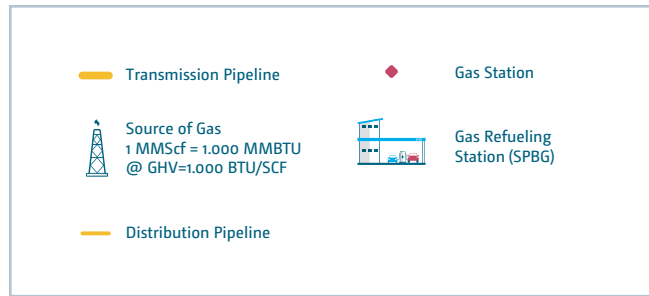 Transmission Pipeline
Source of Gas
1 MMScf = 1.000 MMBTU
@ GHV=1.000 BTU/SCF
Distribution Pipeline
Gas Station
Gas Refueling
Station (SPBG)